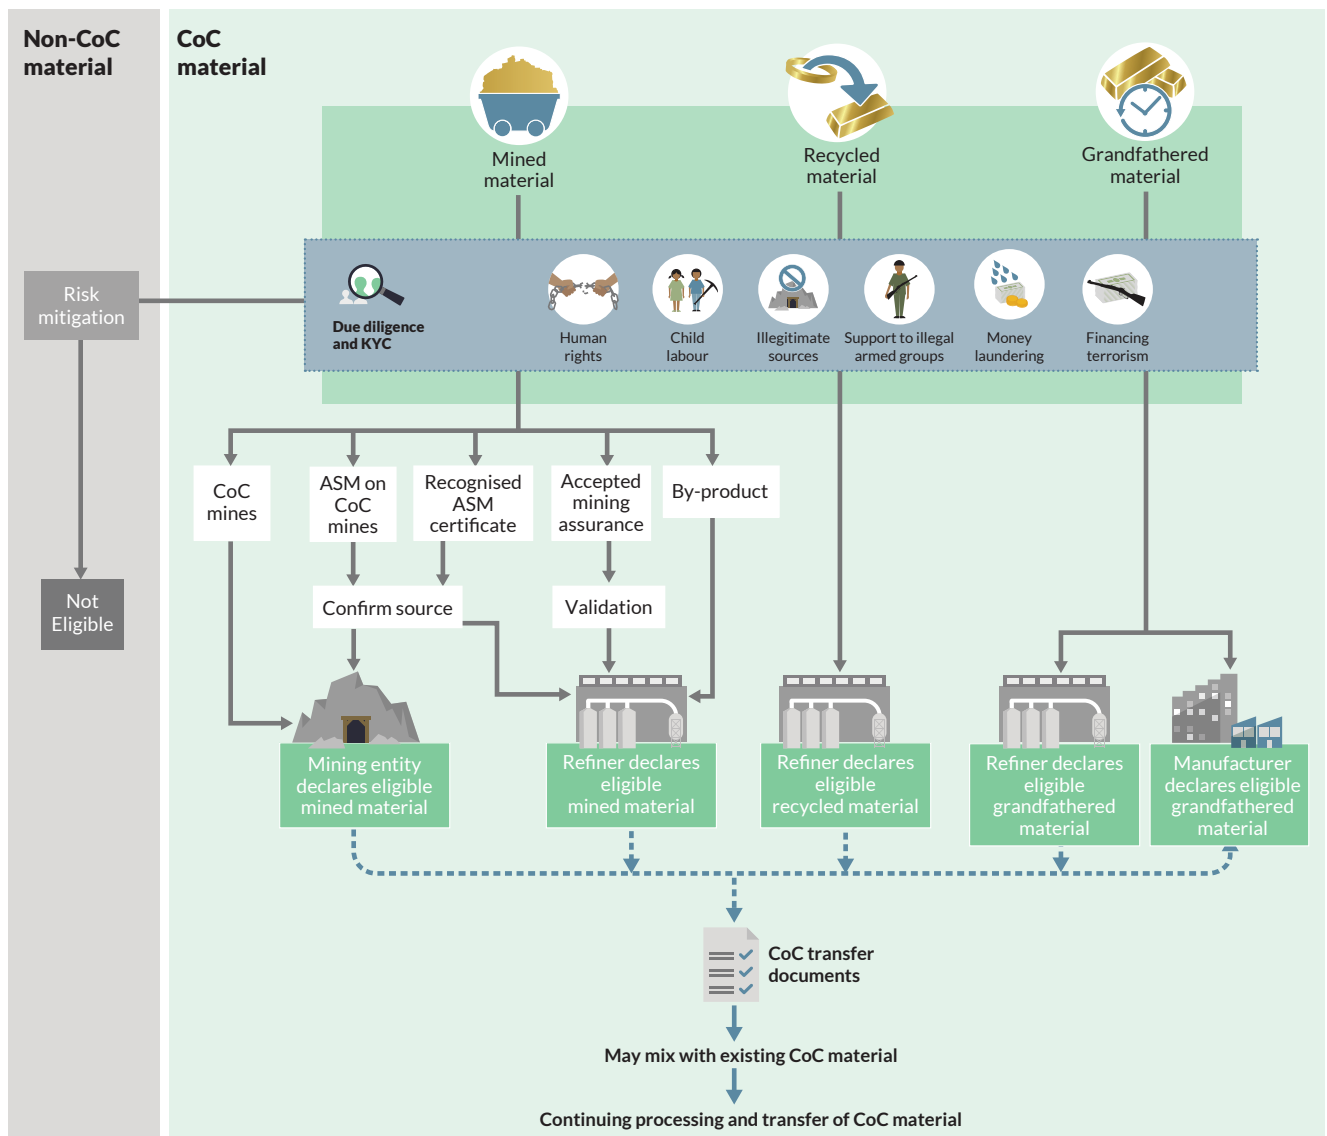 Non-CoC
material
CoC
material
Mined
material
Recycled
material
Grandfathered
material
Risk
mitigation
Due diligence
and KYC
Human
rights
Child
labour
Illegitimate
sources
Support to illegal
armed groups
Money
laundering
Financing
terrorism
CoC
mines
ASM on
CoC
mines
Recognised
ASM
certificate
Accepted
mining
assurance
By-product
Not
Eligible
Confirm source
Validation
Mining entity
declares eligible
mined material
Refiner declares
eligible
mined material
Refiner declares
eligible
recycled material
Refiner declares
eligible
grandfathered
material
Manufacturer
declares eligible
grandfathered
material
CoC transfer
documents
May mix with existing CoC material
Continuing processing and transfer of CoC material